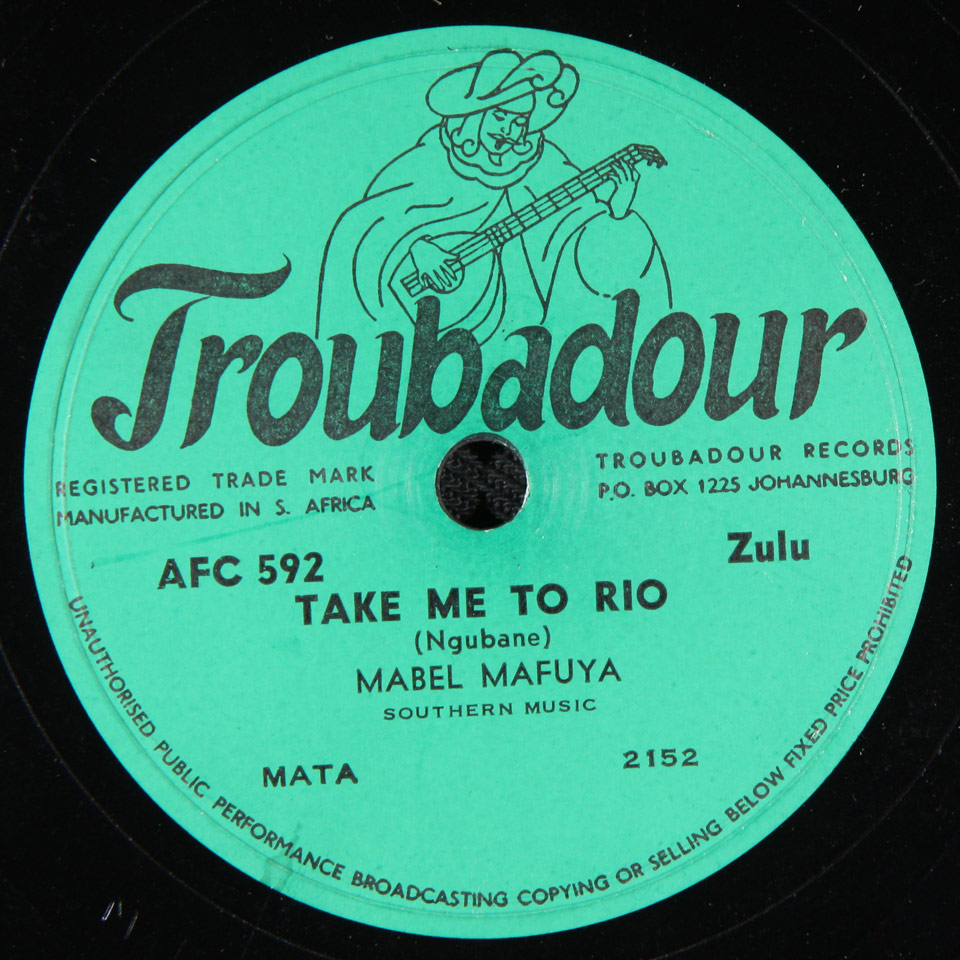 Troubadour
REGISTERED TRADE MARK
MANUFACTURED IN S. AFRICA
TROUBADOUR RECORDS
P.O. BOX 1225 JOHANNESBURG
AFC 592
Zulu
TAKE ME TO RIO
(Ngubane)
MABEL MAFUYA
SOUTHERN MUSIC
MATA
2152
UNAUTHORISED PUBLIC PERFORMANCE BROADCASTING COPYING OR SELLING BELOW FIXED PRICE PROHIBITED